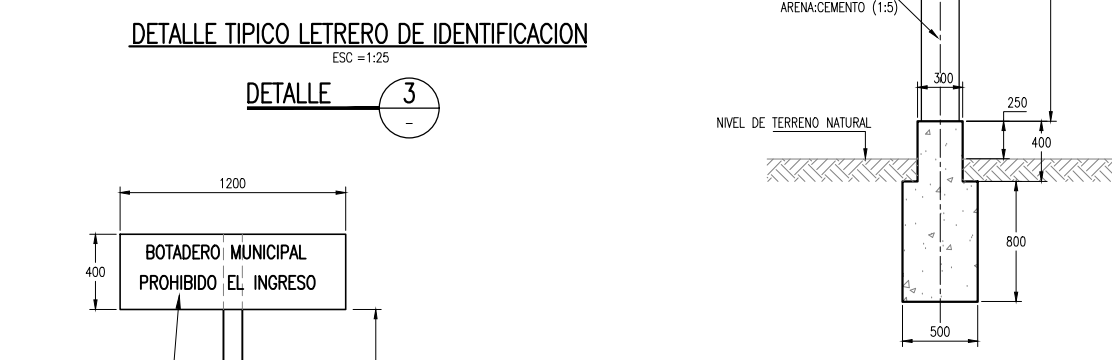 DETALLE TIPICO LETRERO DE IDENTIFICACION
ESC =1:25
DETALLE
3
-
1200
400
BOTADERO MUNICIPAL
PROHIBIDO EL INGRESO
ARENA:CEMENTO (1:5)
300
250
NIVEL DE TERRENO NATURAL
400
800
500